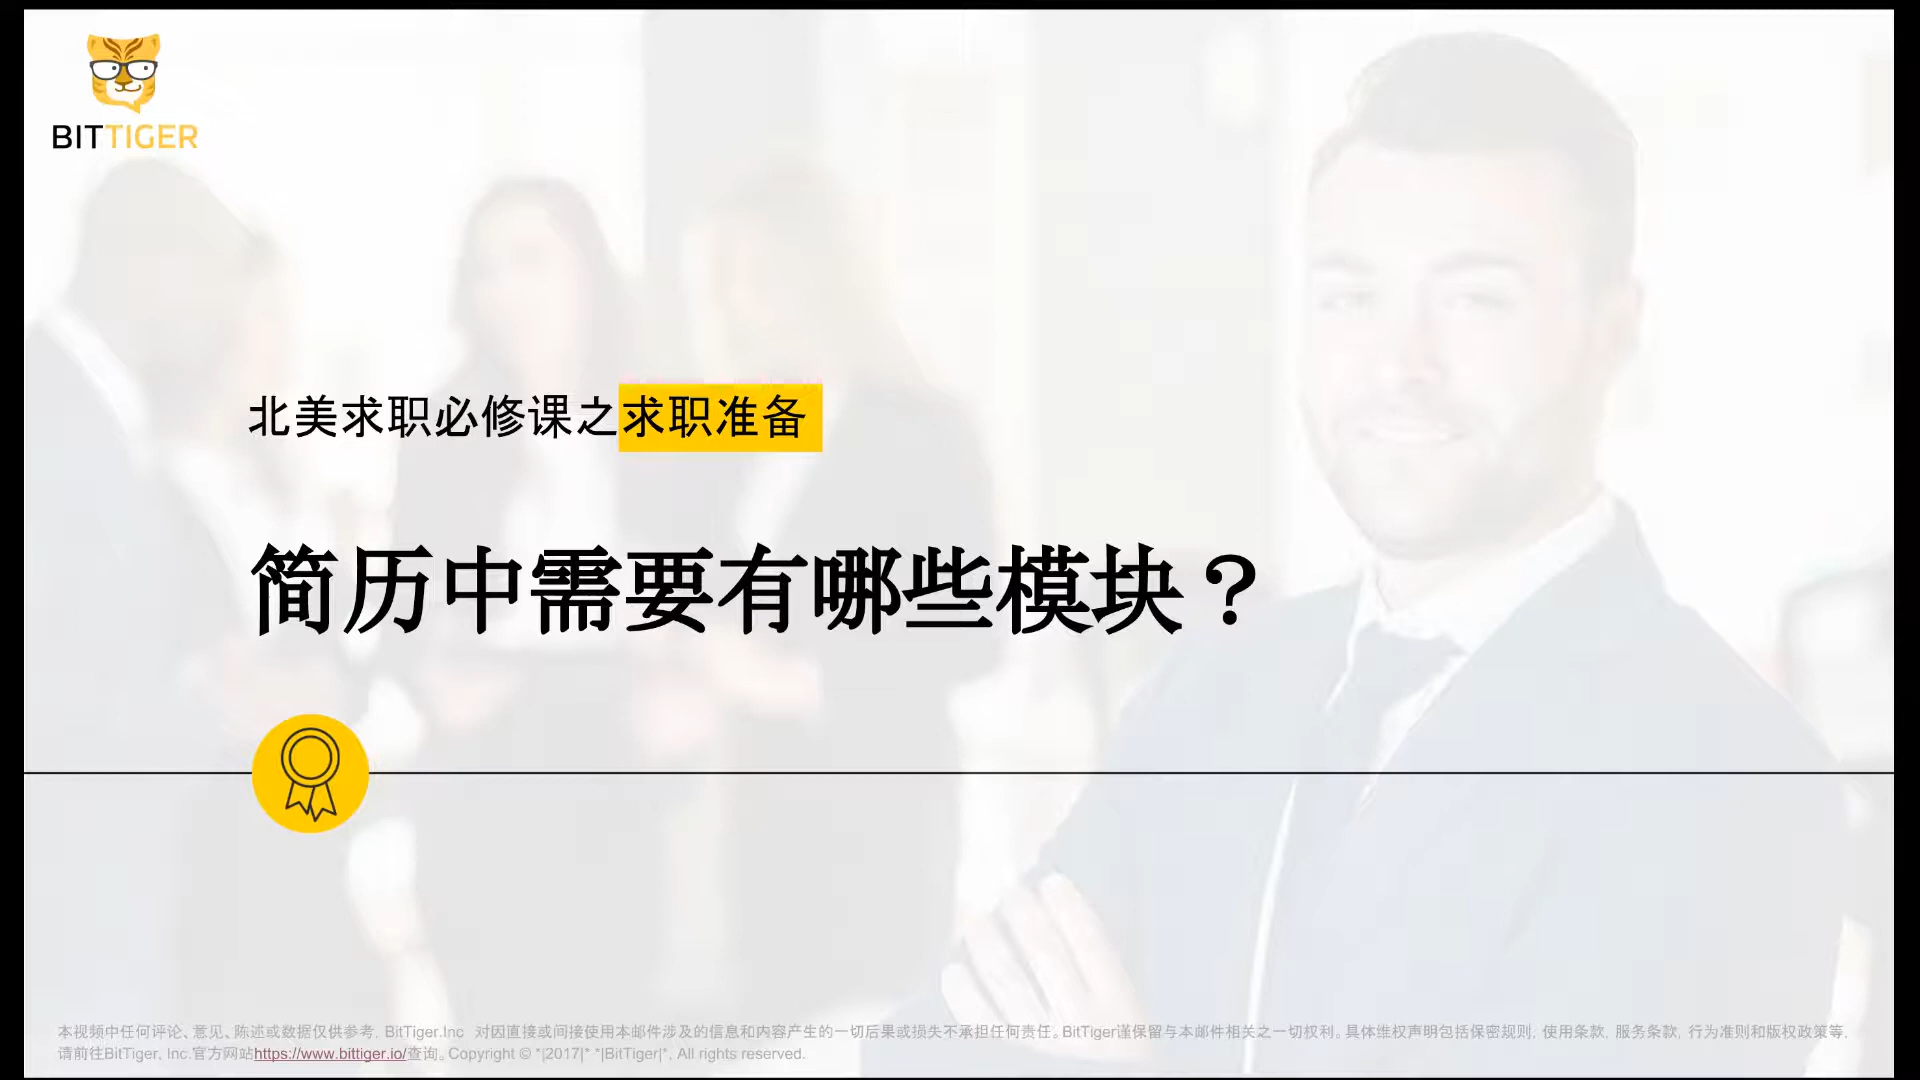 BITTIGER
北美求职必修课之求职准备
简历中需要有哪些模块？
本视频中任何评论、意见、陈述或数据仅供参考, BitTiger.Inc 对因直接或间接使用本邮件涉及的信息和内容产生的一切后果或损失不承担任何责任。BitTiger谨保留与本邮件相关之一切权利。具体维权声明包括保密规则, 使用条款, 服务条款, 行为准则和版权政策等,
请前往BitTiger, Inc.官方网站https://www.bittiger.io/查询。Copyright © *|2017|* *|BitTiger|*, All rights reserved.